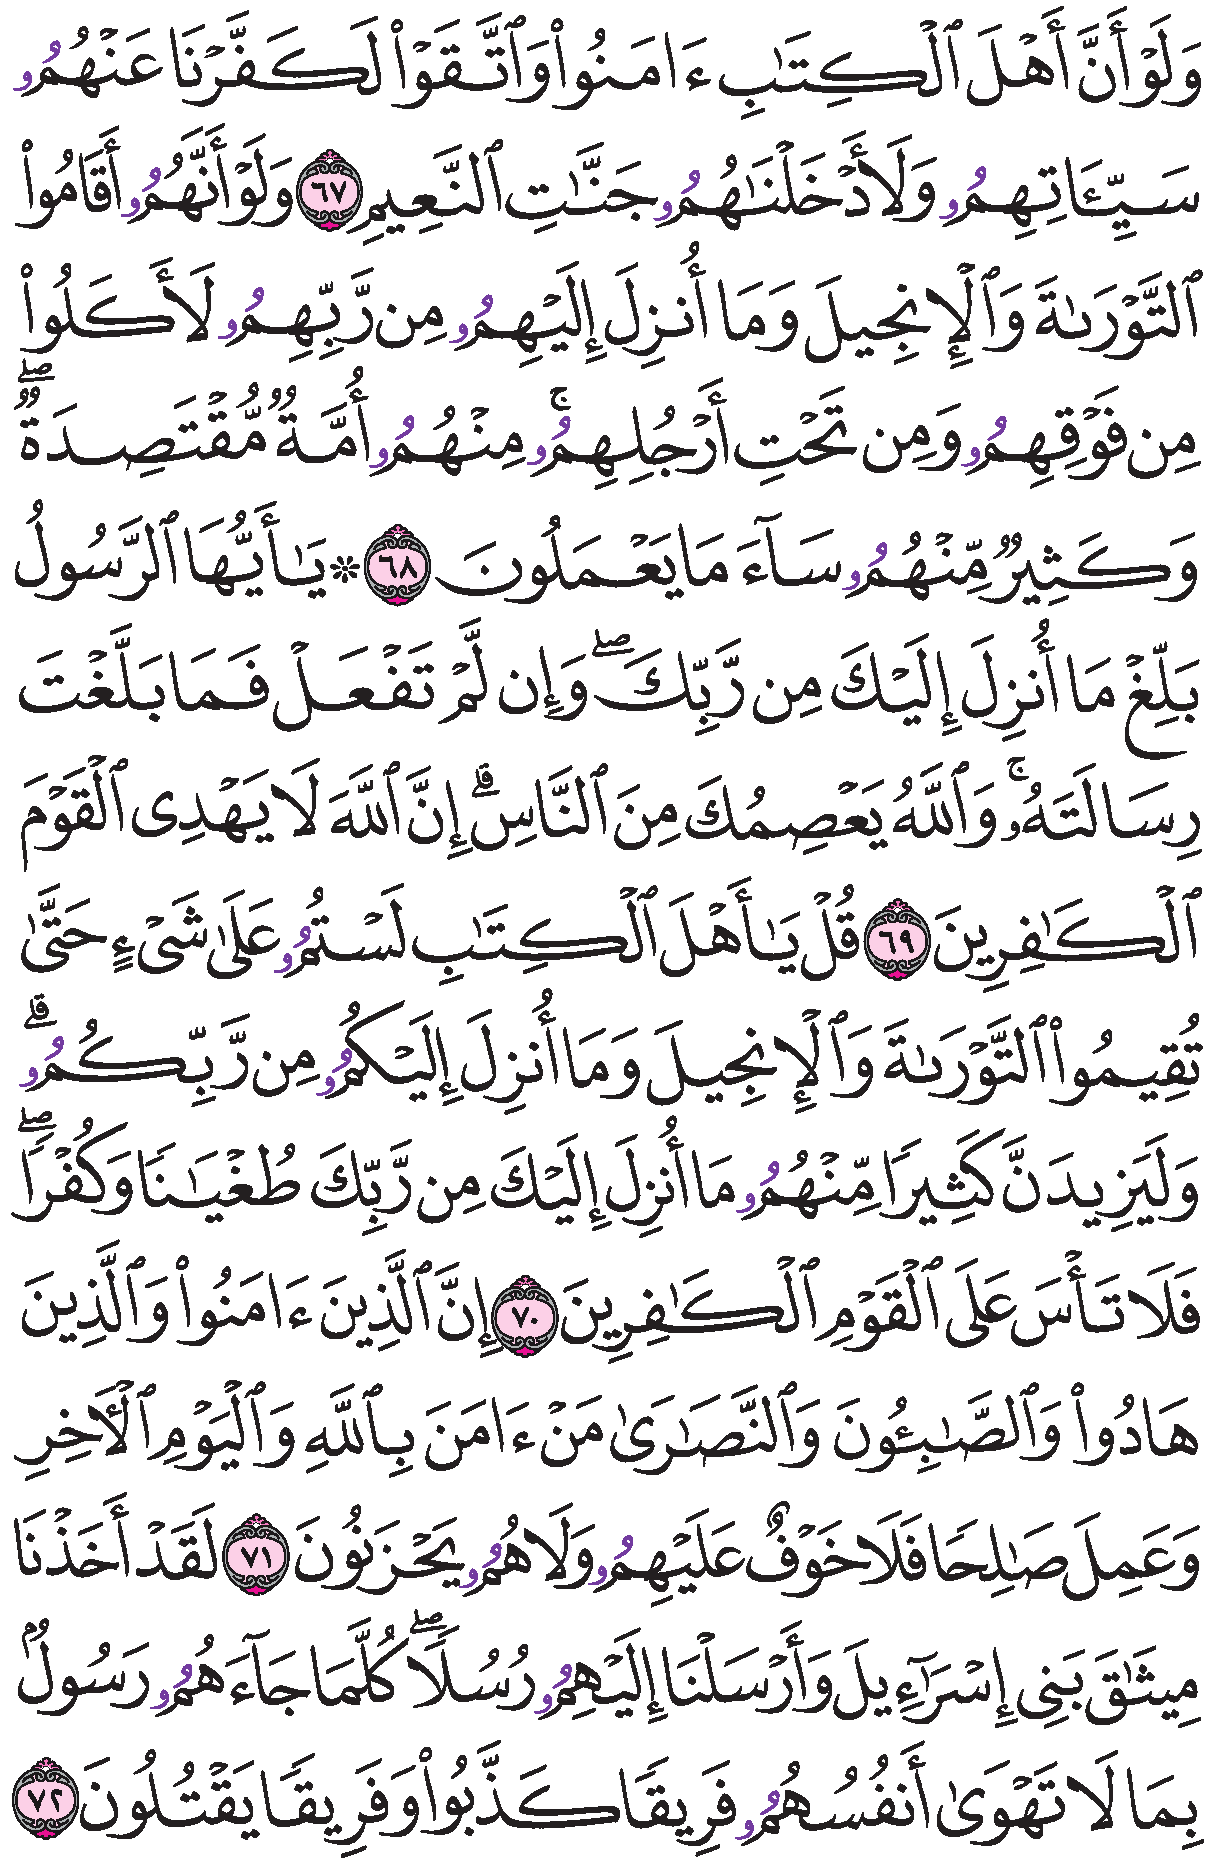 وَلَوۡ أَنَّ أَهۡلَ ٱلۡكِتَٰبِ ءَامَنُواْ وَٱتَّقَوۡاْ لَكَفَّرۡنَا عَنۡهُمُۥ
سَيِّـَٔاتِهِمُۥ وَلَأَدۡخَلۡنَٰهُمُۥ جَنَّٰتِ ٱلنَّعِيمِ ٦٧ وَلَوۡ أَنَّهُمُۥ أَقَامُواْ
ٱلتَّوۡرَىٰةَ وَٱلۡإِنجِيلَ وَمَا أُنزِلَ إِلَيۡهِمُۥ مِن رَّبِّهِمُۥ لَأَكَلُواْ
مِن فَوۡقِهِمُۥ وَمِن تَحۡتِ أَرۡجُلِهِمُۥۚ مِنۡهُمُۥ أُمَّةٌ مُّقۡتَصِدَةٌۖ
وَكَثِيرٌ مِّنۡهُمُۥ سَآءَ مَا يَعۡمَلُونَ ٦٨ ۞ يَٰأَيُّهَا ٱلرَّسُولُ
بَلِّغۡ مَا أُنزِلَ إِلَيۡكَ مِن رَّبِّكَۖ وَإِن لَّمۡ تَفۡعَلۡ فَمَا بَلَّغۡتَ
رِسَالَتَهُۥۚ وَٱللَّهُ يَعۡصِمُكَ مِنَ ٱلنَّاسِۗ إِنَّ ٱللَّهَ لَا يَهۡدِى ٱلۡقَوۡمَ
ٱلۡكَٰفِرِينَ ٦٩ قُلۡ يَٰأَهۡلَ ٱلۡكِتَٰبِ لَسۡتُمُۥ عَلَىٰ شَىۡءٍ حَتَّىٰ
تُقِيمُواْ ٱلتَّوۡرَىٰةَ وَٱلۡإِنجِيلَ وَمَا أُنزِلَ إِلَيۡكُمُۥ مِن رَّبِّكُمُۥۗ
وَلَيَزِيدَنَّ كَثِيرًا مِّنۡهُمُۥ مَا أُنزِلَ إِلَيۡكَ مِن رَّبِّكَ طُغۡيَٰنًا وَكُفۡرًاۖ
فَلَا تَأۡسَ عَلَى ٱلۡقَوۡمِ ٱلۡكَٰفِرِينَ ٧٠ إِنَّ ٱلَّذِينَ ءَامَنُواْ وَٱلَّذِينَ
هَادُواْ وَٱلصَّٰبِـُٔونَ وَٱلنَّصَٰرَىٰ مَنۡ ءَامَنَ بِٱللَّهِ وَٱلۡيَوۡمِ ٱلۡأٓخِرِ
وَعَمِلَ صَٰلِحًا فَلَا خَوۡفٌ عَلَيۡهِمُۥ وَلَا هُمُۥ يَحۡزَنُونَ ٧١ لَقَدۡ أَخَذۡنَا
مِيثَٰقَ بَنِى إِسۡرَٰٓءِيلَ وَأَرۡسَلۡنَا إِلَيۡهِمُۥ رُسُلًاۖ كُلَّمَا جَآءَهُمُۥ رَسُولُۢ
بِمَا لَا تَهۡوَىٰ أَنفُسُهُمُۥ فَرِيقًا كَذَّبُواْ وَفَرِيقًا يَقۡتُلُونَ ٧٢